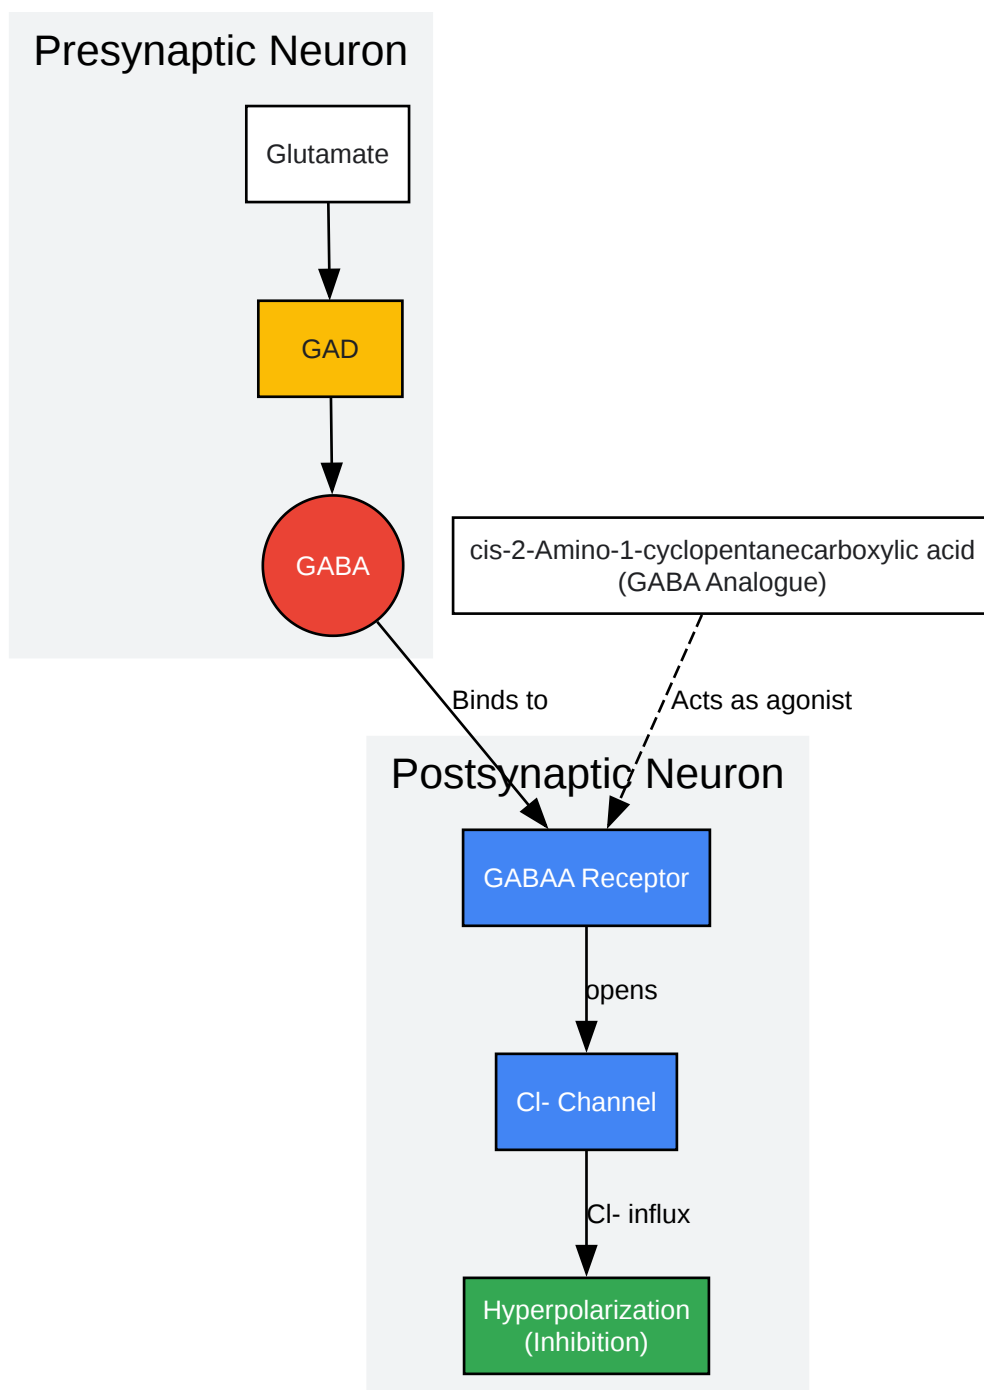 Presynaptic Neuron
Glutamate
GAD
GABA
cis-2-Amino-1-cyclopentanecarboxylic acid
(GABA Analogue)
Binds to
Acts as agonist
Postsynaptic Neuron
GABAA Receptor
opens
Cl- Channel
Cl- influx
Hyperpolarization
(Inhibition)